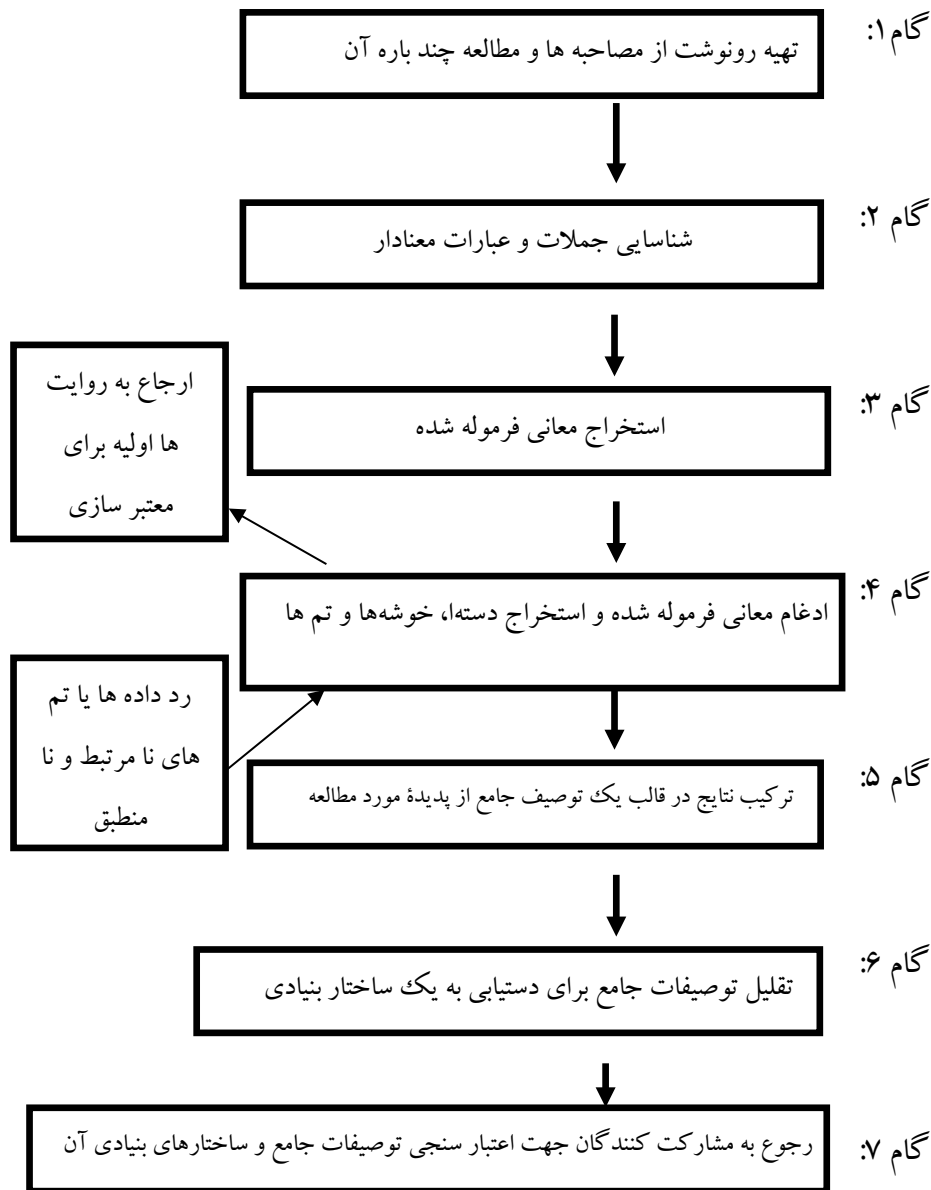 گام ۱:
تهیه رونوشت از مصاحبه ها و مطالعه چند باره آن
گام ۲:
شناسایی جملات و عبارات معنادار
گام ۳:
استخراج معانی فرموله شده
ارجاع به روایت
ها اولیه برای
معتبر سازی
گام ۴:
ادغام معانی فرموله شده و استخراج دسته‌ا، خوشه‌ها و تم ها
رد داده ها یا تم
های نا مرتبط و نا
منطبق
گام ۵:
ترکیب نتایج در قالب یک توصیف جامع از پدیدهٔ مورد مطالعه
گام ۶:
تقلیل توصیفات جامع برای دستیابی به یک ساختار بنیادی
گام ۷:
رجوع به مشارکت کنندگان جهت اعتبار سنجی توصیفات جامع و ساختارهای بنیادی آن